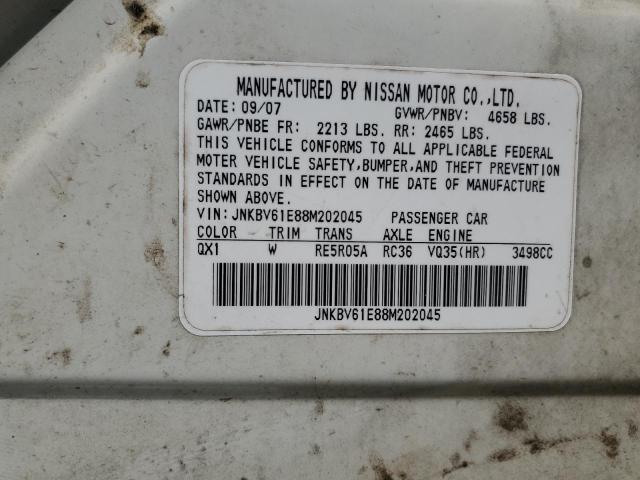 MANUFACTURED BY NISSAN MOTOR CO.,LTD.
DATE: 09/07 GVWR/PNBV: 4658 LBS.
GAWR/PNBE FR: 2213 LBS. RR: 2465 LBS.
THIS VEHICLE CONFORMS TO ALL APPLICABLE FEDERAL
MOTOR VEHICLE SAFETY,BUMPER,AND THEFT PREVENTION
STANDARDS IN EFFECT ON THE DATE OF MANUFACTURE
SHOWN ABOVE.
VIN:JNKBV61E88M202045 PASSENGER CAR
COLOR TRIM TRANS AXLE ENGINE
QX1 W RE5R05A RC36 VQ35(HR) 3498CC
JNKBV61E88M202045